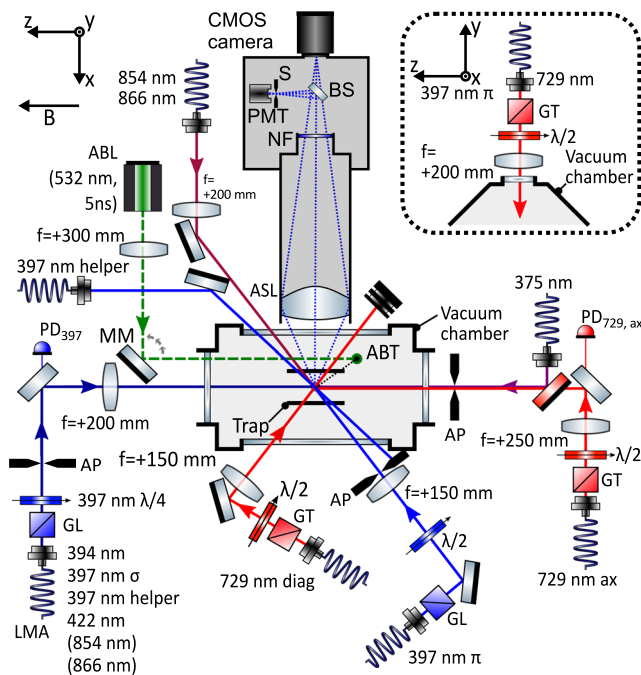 z
y
x
B
CMOS
camera
S
BS
PMT
NF
854 nm
866 nm
ABL
(532 nm,
5ns)
f=
+200 mm
f=+300 mm
397 nm helper
ASL
MM
PD397
y
z
x
397 nm π
729 nm
GT
λ/2
f=
+200 mm
Vacuum
chamber
375 nm
Vacuum
chamber
PD729, ax
ABT
f=+200 mm
Trap
AP
f=+250 mm
λ/2
GT
729 nm ax
AP
397 nm λ/4
GL
394 nm
397 nm σ
397 nm helper
422 nm
(854 nm)
(866 nm)
LMA
f=+150 mm
λ/2
GT
729 nm diag
AP
f=+150 mm
λ/2
GL
397 nm π